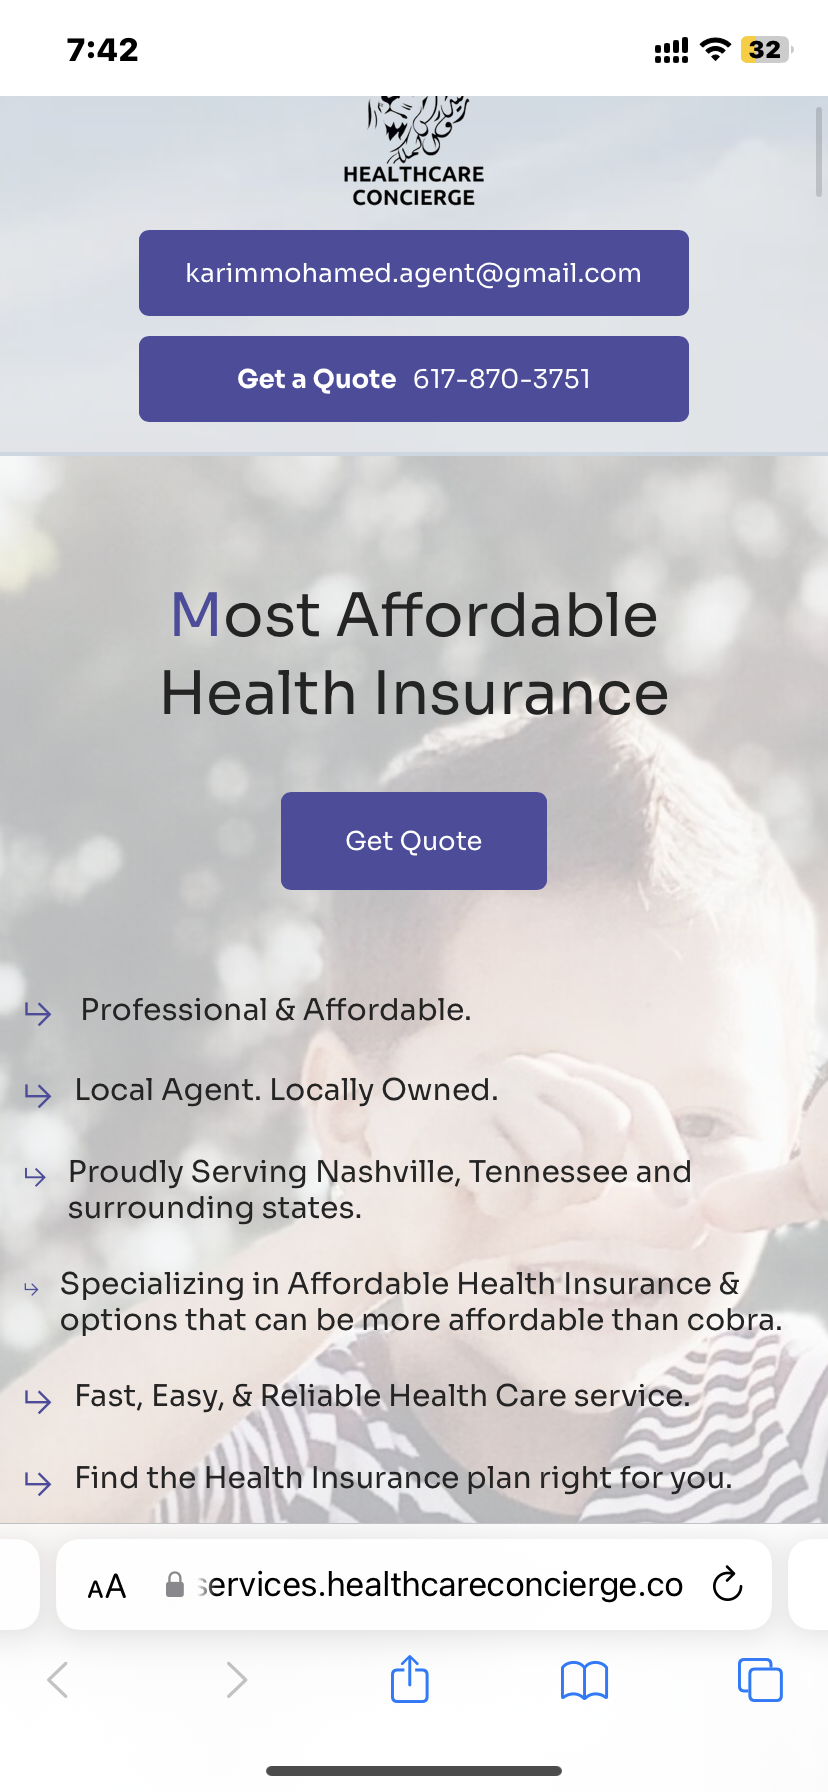 7:42
32
HEALTHCARE
CONCIERGE
karimmohamed.agent@gmail.com
Get a Quote 617-870-3751
Most Affordable
Health Insurance
Get Quote
Professional & Affordable.
Local Agent. Locally Owned.
Proudly Serving Nashville, Tennessee and
surrounding states.
Specializing in Affordable Health Insurance &
options that can be more affordable than cobra.
Fast, Easy, & Reliable Health Care service.
Find the Health Insurance plan right for you.
AA services.healthcareconcierge.co